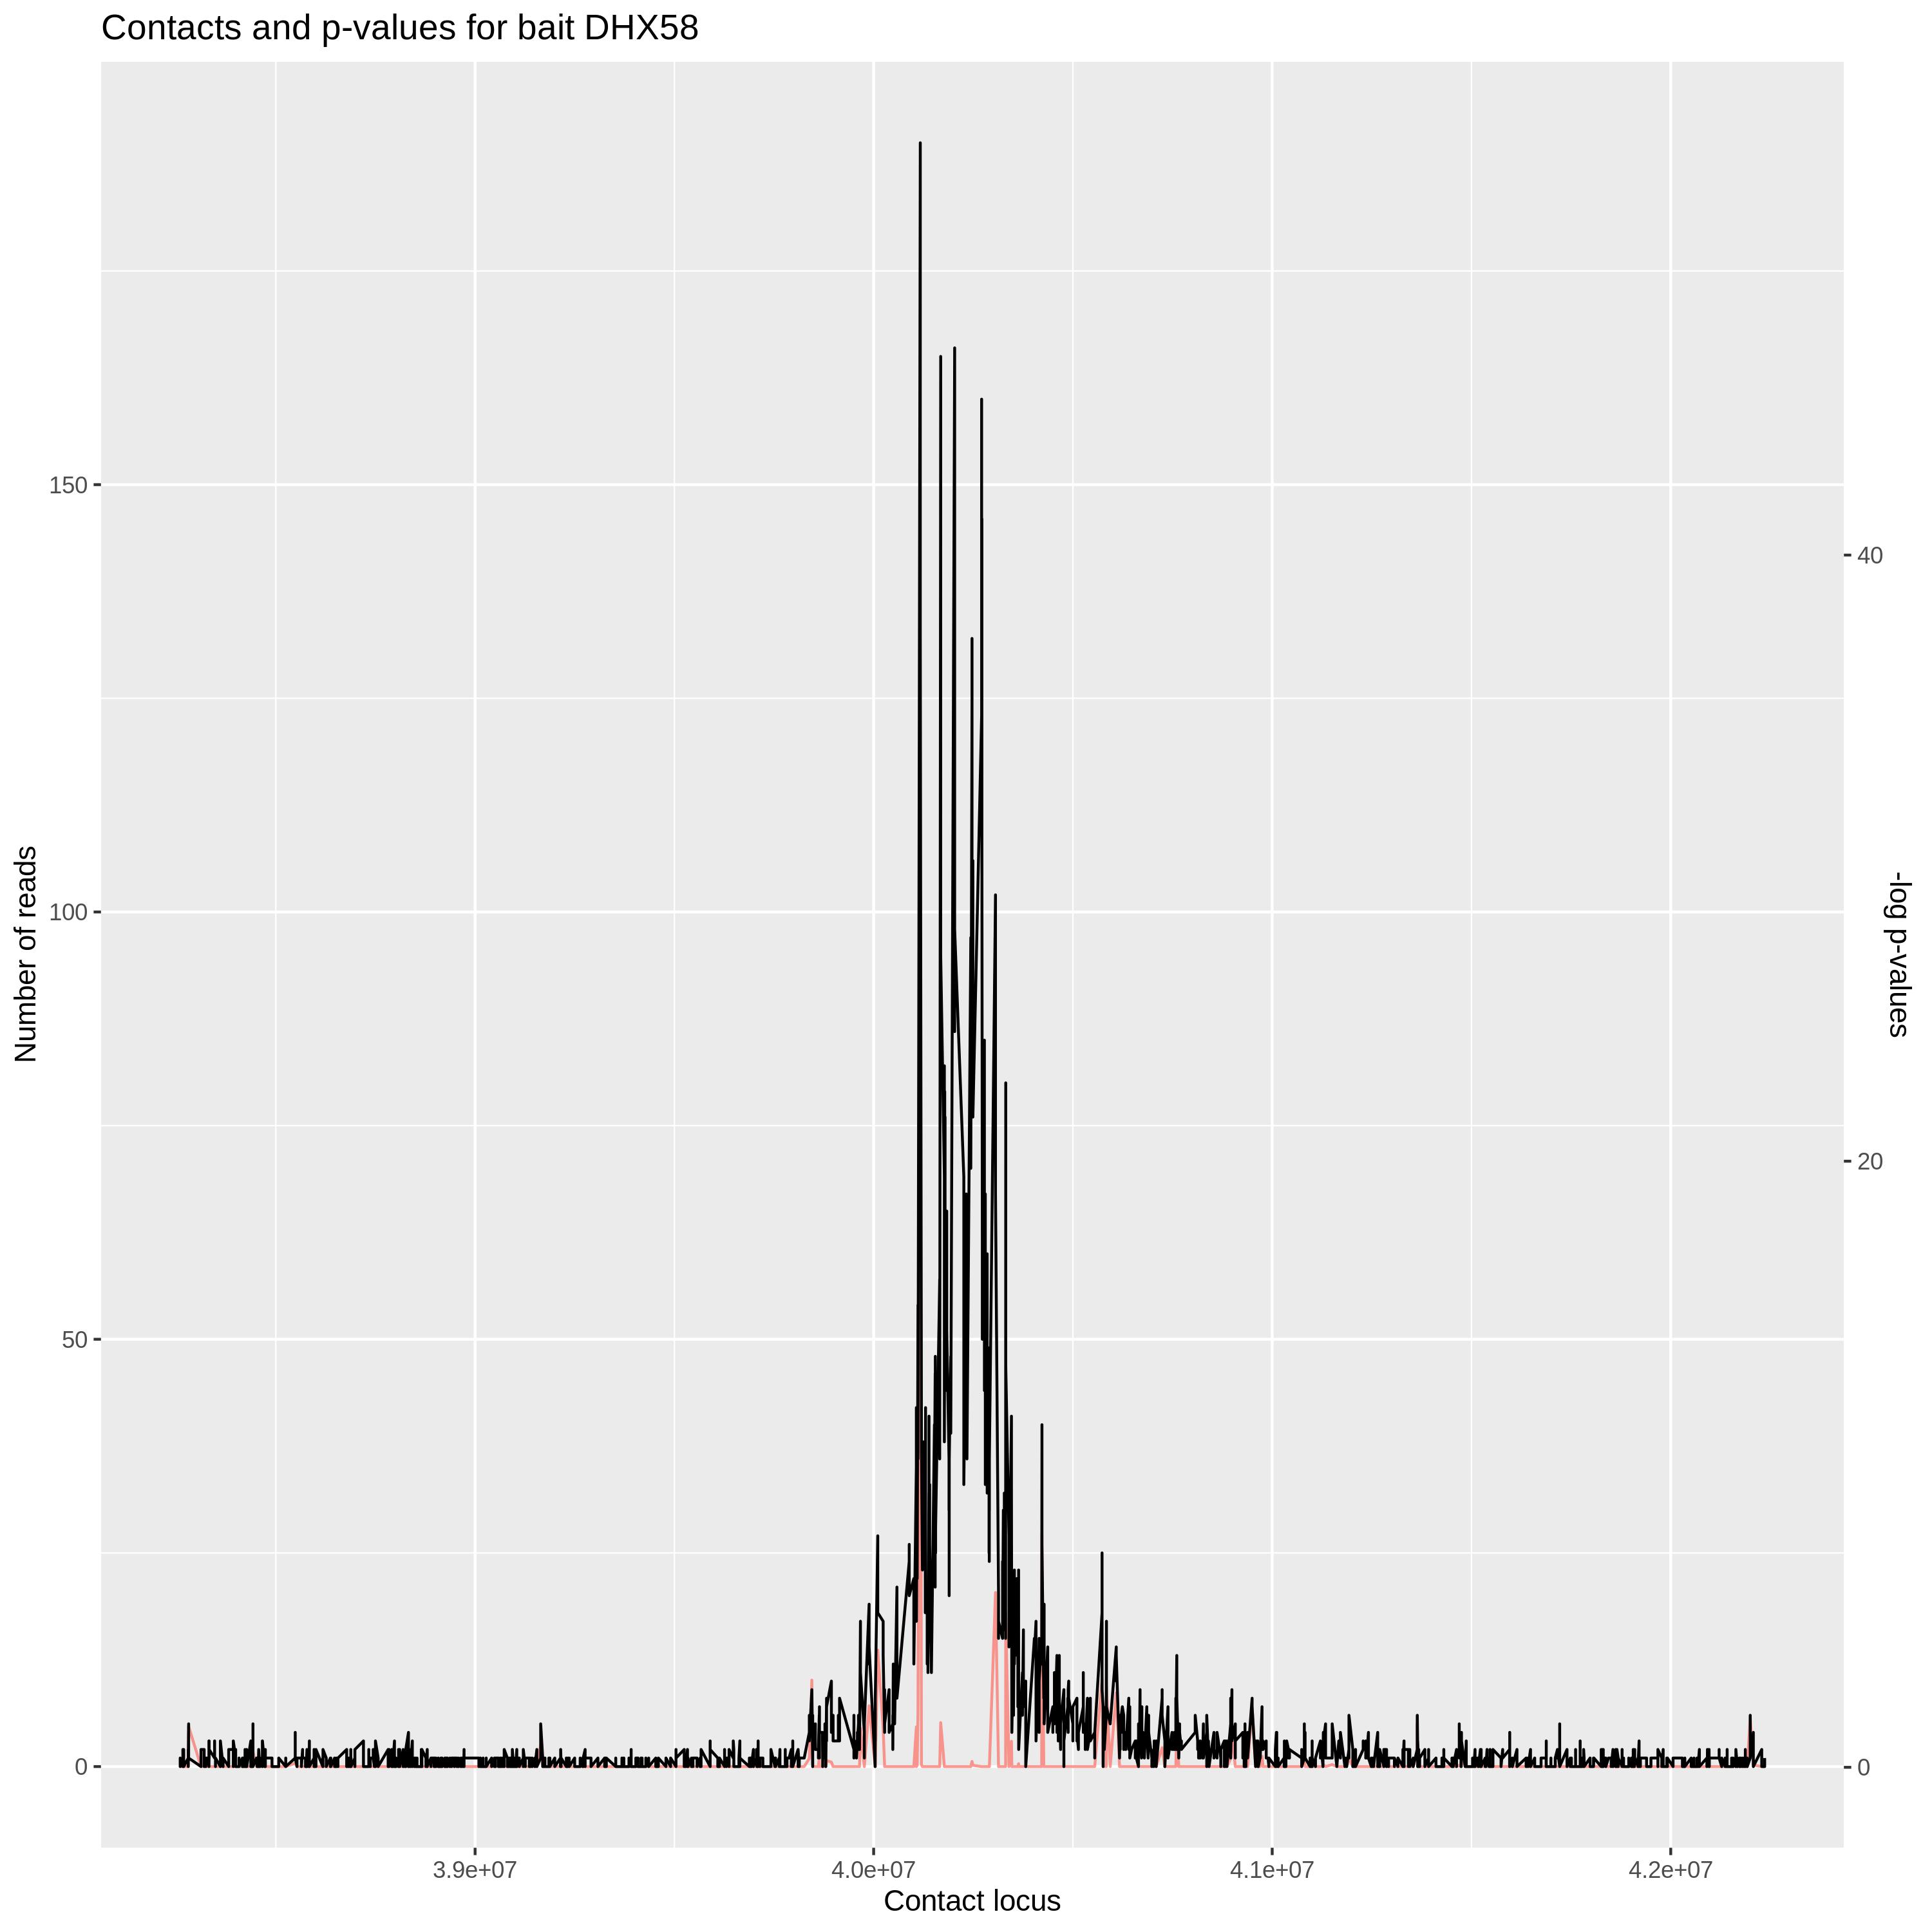 Contacts and p-values for bait DHX58
150
100
50
0
40
20
0
Number of reads
-log p-values
3.9e+07
4.0e+07
4.1e+07
4.2e+07
Contact locus